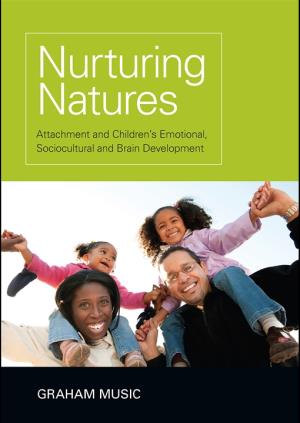 Nurturing
Natures
Attachment and Children's Emotional,
Sociocultural and Brain Development
GRAHAM MUSIC